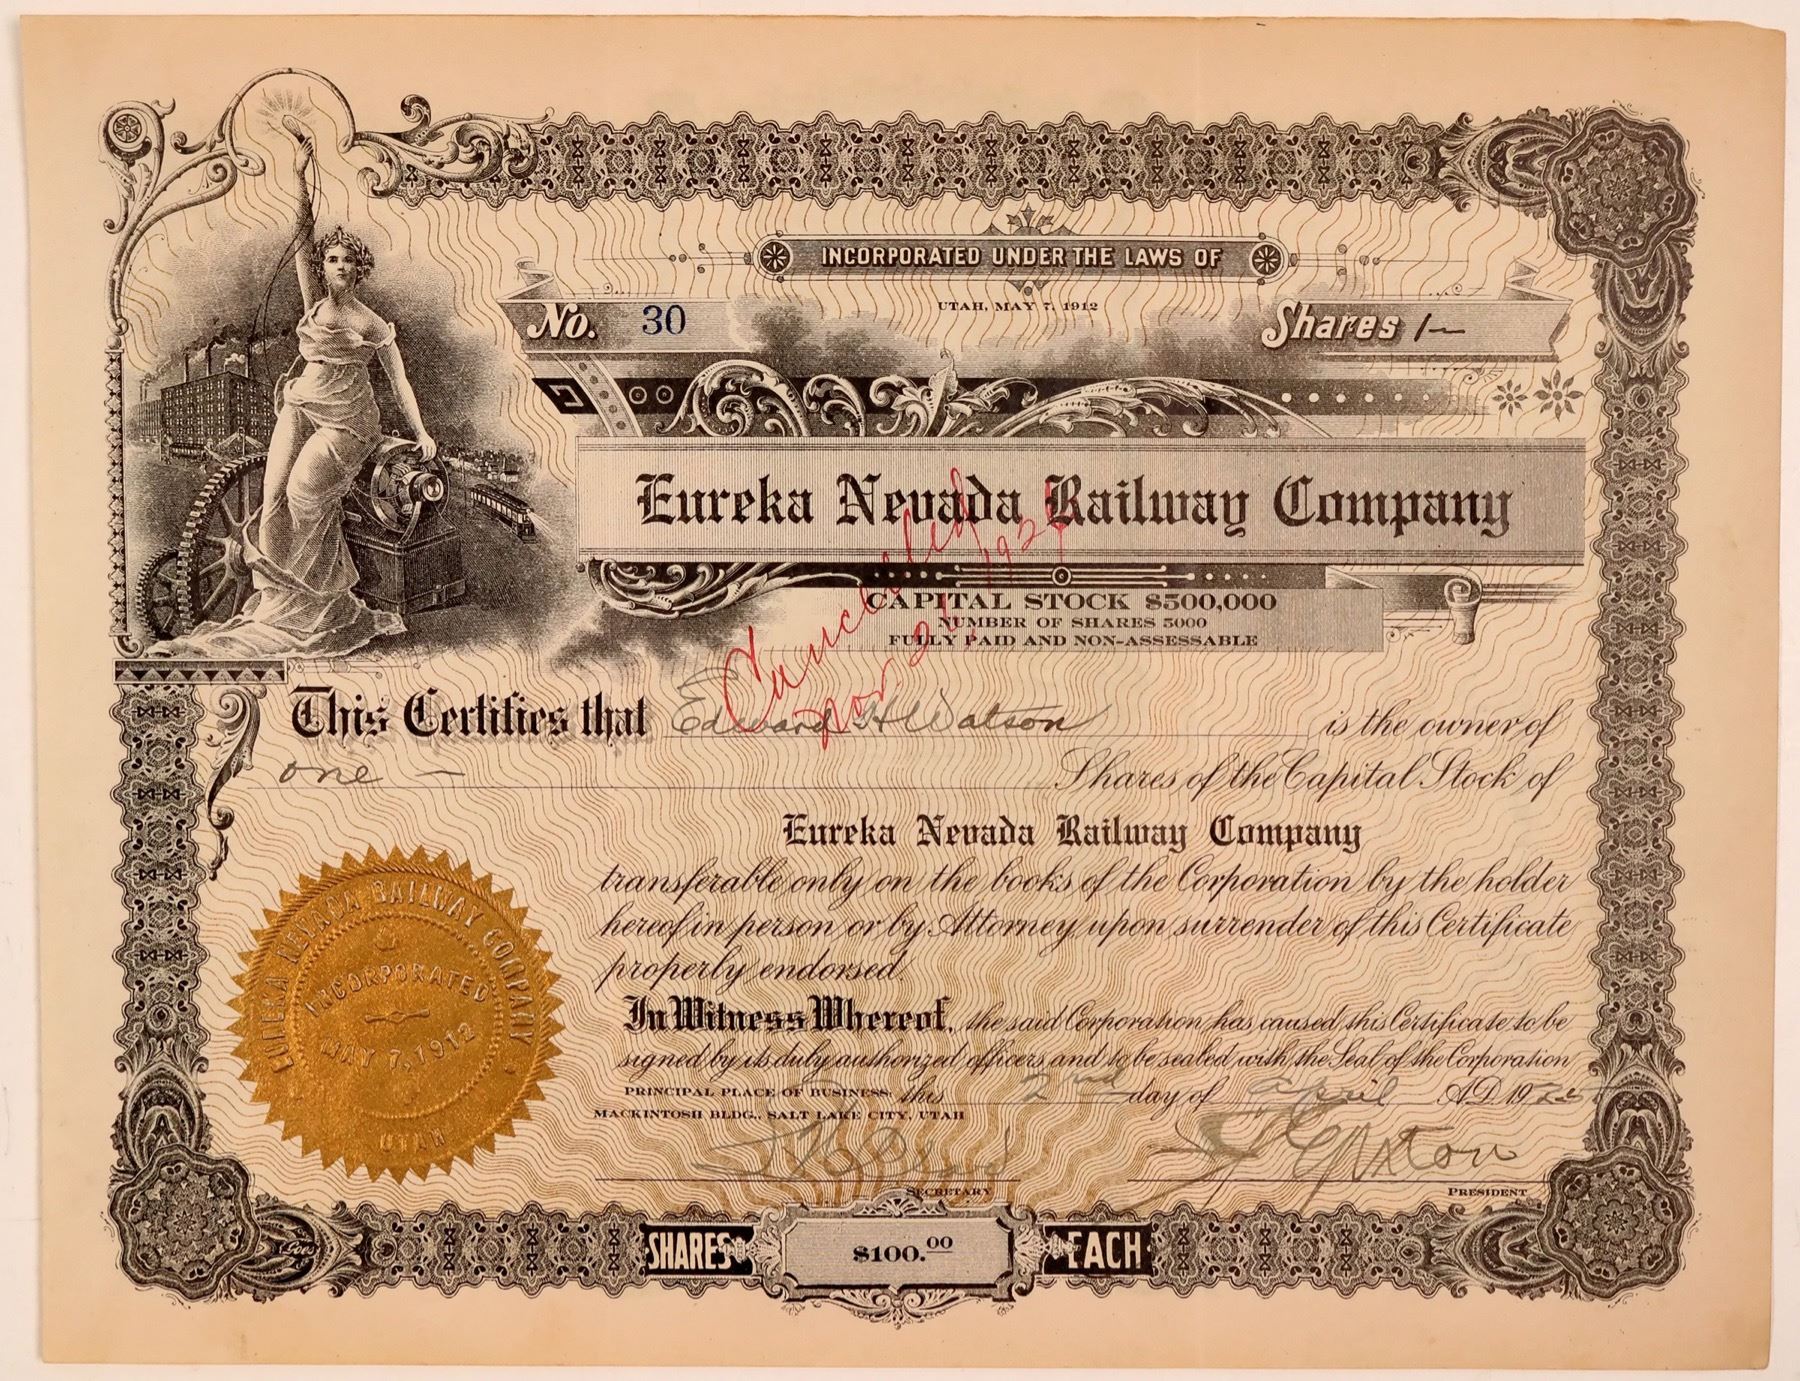 INCORPORATED UNDER THE LAWS OF
UTAH, MAY 7, 1912
No. 30
Shares 1
Eureka Nevada Railway Company
CAPITAL STOCK $500,000
NUMBER OF SHARES 5000
FULLY PAID AND NON-ASSESSABLE
Cancelled
Nov. 21.
This Certifies that Edward H Watson is the owner of
one — Shares of the Capital Stock of
Eureka Nevada Railway Company
transferable only on the books of the Corporation by the holder
hereof in person or by Attorney upon surrender of this Certificate
properly endorsed.
In Witness Whereof, the said Corporation has caused this Certificate to be
signed by its duly authorized officers and to be sealed with the Seal of the Corporation
PRINCIPAL PLACE OF BUSINESS: this 2nd day of April A.D. 19
MACKINTOSH BLDG., SALT LAKE CITY, UTAH
SECRETARY
Sexton
PRESIDENT
EUREKA NEVADA RAILWAY COMPANY
INCORPORATED
MAY 7, 1912
UTAH
Goes
SHARES $100.00 EACH